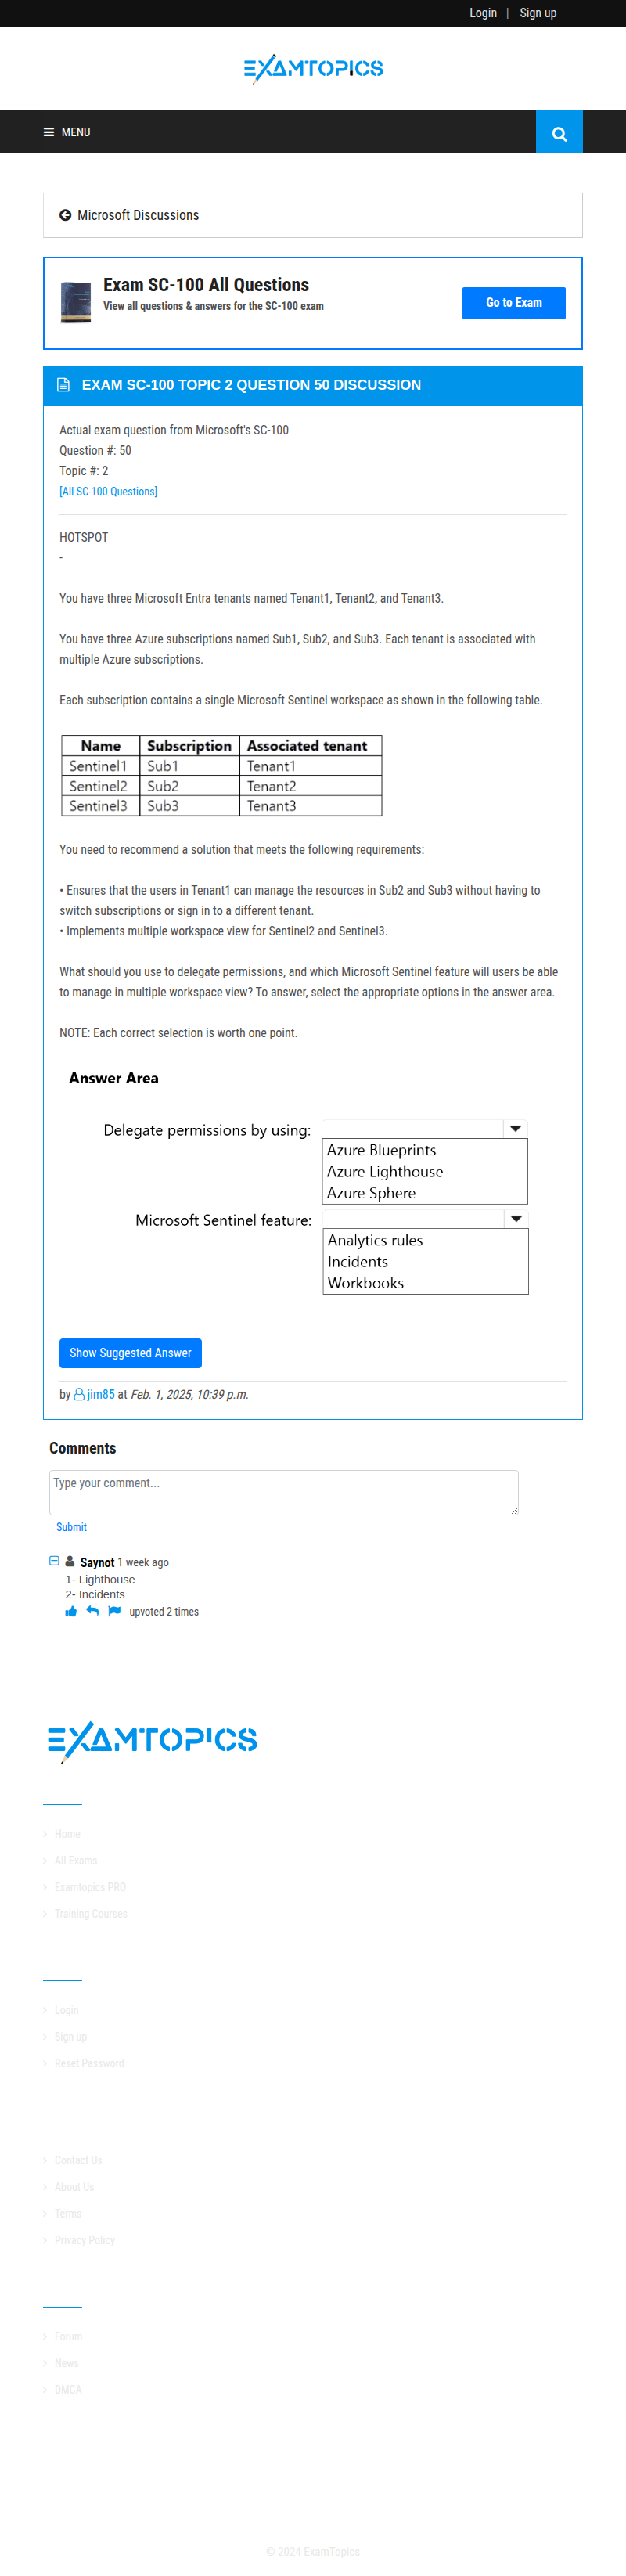 Login | Sign up
EXAMTOPICS
MENU
Microsoft Discussions
Exam SC-100 All Questions
View all questions & answers for the SC-100 exam
Go to Exam
EXAM SC-100 TOPIC 2 QUESTION 50 DISCUSSION
Actual exam question from Microsoft's SC-100
Question #: 50
Topic #: 2
[All SC-100 Questions]
HOTSPOT
-
You have three Microsoft Entra tenants named Tenant1, Tenant2, and Tenant3.
You have three Azure subscriptions named Sub1, Sub2, and Sub3. Each tenant is associated with
multiple Azure subscriptions.
Each subscription contains a single Microsoft Sentinel workspace as shown in the following table.
Name Subscription Associated tenant
Sentinel1 Sub1 Tenant1
Sentinel2 Sub2 Tenant2
Sentinel3 Sub3 Tenant3
You need to recommend a solution that meets the following requirements:
• Ensures that the users in Tenant1 can manage the resources in Sub2 and Sub3 without having to
switch subscriptions or sign in to a different tenant.
• Implements multiple workspace view for Sentinel2 and Sentinel3.
What should you use to delegate permissions, and which Microsoft Sentinel feature will users be able
to manage in multiple workspace view? To answer, select the appropriate options in the answer area.
NOTE: Each correct selection is worth one point.
Answer Area
Delegate permissions by using:
Azure Blueprints
Azure Lighthouse
Azure Sphere
Microsoft Sentinel feature:
Analytics rules
Incidents
Workbooks
Show Suggested Answer
by jim85 at Feb. 1, 2025, 10:39 p.m.
Comments
Type your comment...
Submit
Saynot 1 week ago
1- Lighthouse
2- Incidents
upvoted 2 times
EXAMTOPICS
Home
All Exams
Examtopics PRO
Training Courses
Login
Sign up
Reset Password
Contact Us
About Us
Terms
Privacy Policy
Forum
News
DMCA
© 2024 ExamTopics